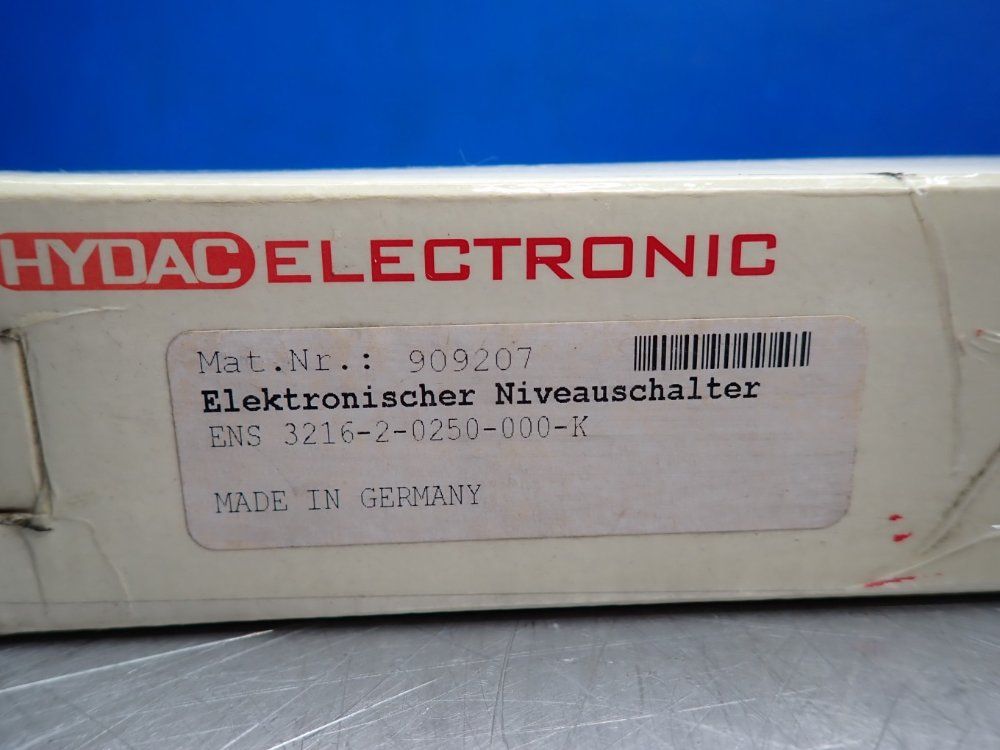 HYDAC ELECTRONIC
Mat.Nr.: 909207
Elektronischer Niveauschalter
ENS 3216-2-0250-000-K
MADE IN GERMANY